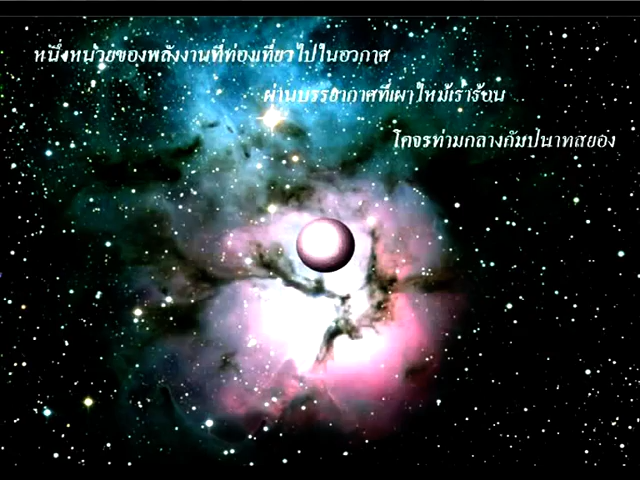 หนึ่งหน่วยของพลังงานที่ท่องเที่ยวไปในอวกาศ
ผ่านบรรยากาศที่เผาไหม้เร่าร้อน
โคจรท่ามกลางกัมปนาทสยอง